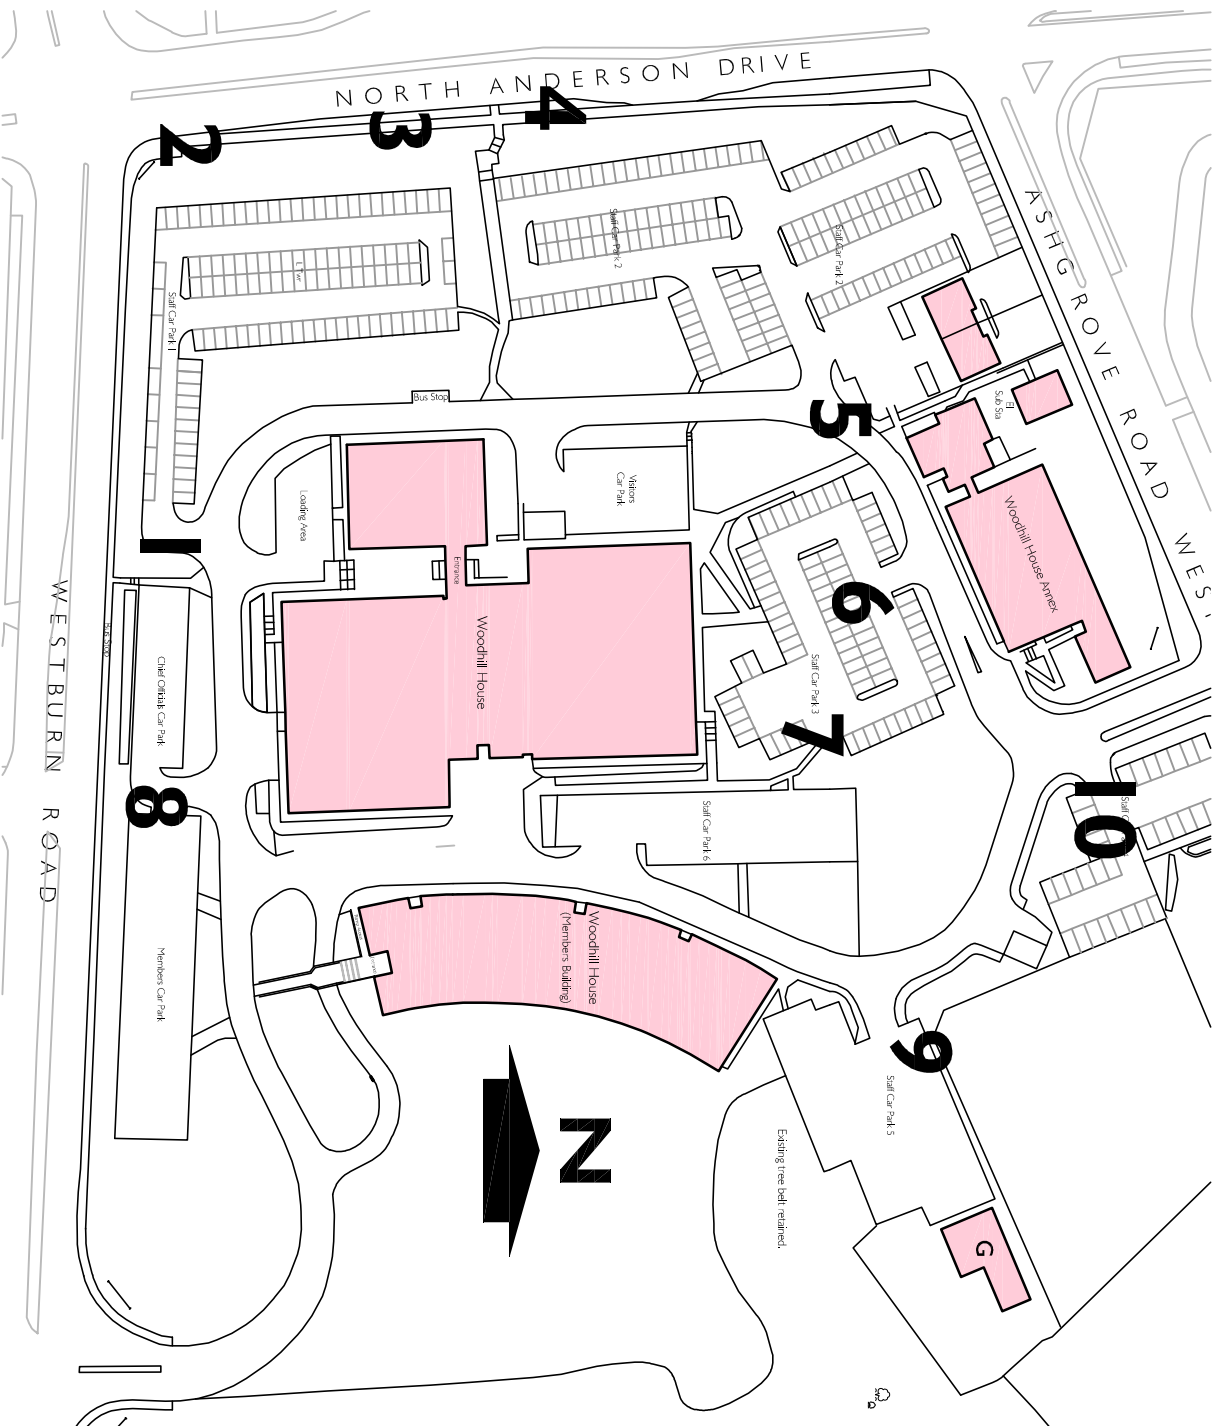 NORTH ANDERSON DRIVE
2
3
4
ASHGROVE ROAD WEST
Staff Car Park 2
Staff Car Park 2
Staff Car Park 1
Bus Stop
5
El
Sub Sta
Visitors
Car Park
Loading Area
Entrance
1
Woodhill House Annex
6
WESTBURN ROAD
Bus Stop
Chief Officials Car Park
Woodhill House
Staff Car Park 3
7
8
Staff Car Park 6
10
Woodhill House
(Members Building)
Members Car Park
9
Staff Car Park 5
N
Existing tree belt retained.
G